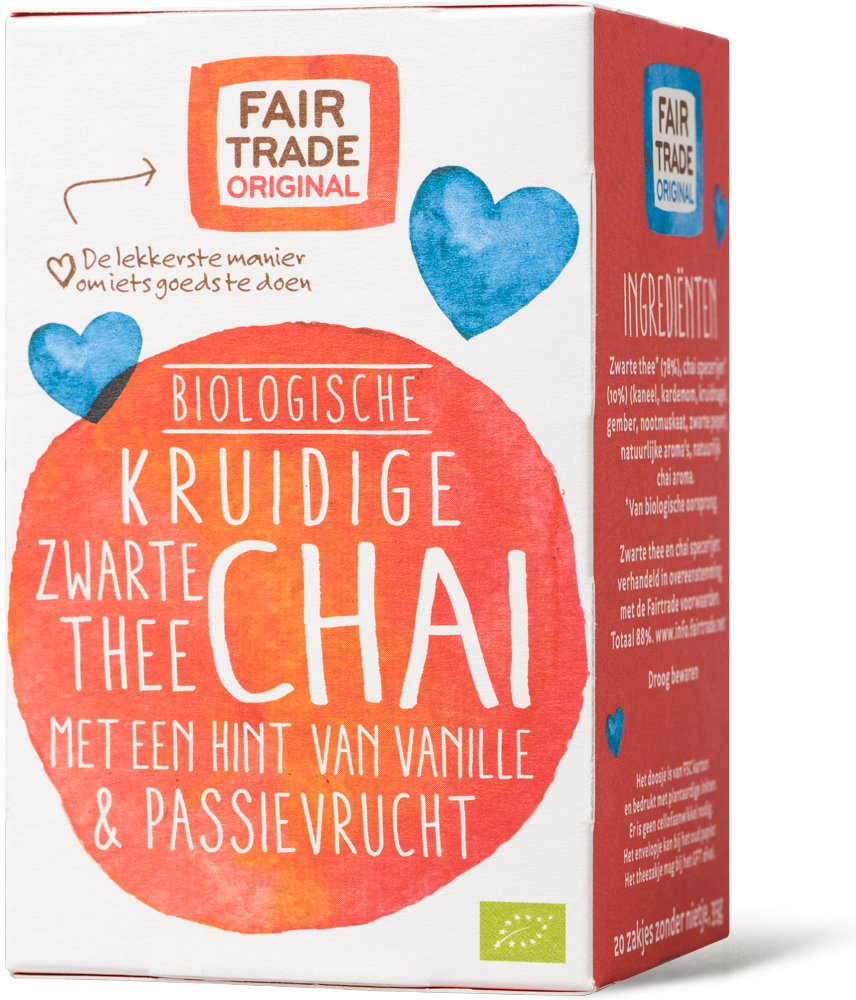 FAIR
TRADE
ORIGINAL
De lekkerste manier
om iets goeds te doen
BIOLOGISCHE
KRUIDIGE
ZWARTE
THEE
CHAI
MET EEN HINT VAN VANILLE
& PASSIEVRUCHT
FAIR
TRADE
ORIGINAL
INGREDIËNTEN
Zwarte thee* (78%), chai specerijen*
(10%) (kaneel, kardemom, kruidnagel,
gember, nootmuskaat, zwarte peper),
natuurlijke aroma's, natuurlijk
chai aroma.
*Van biologische oorsprong.
Zwarte thee en chai specerijen:
verhandeld in overeenstemming
met de Fairtrade voorwaarden.
Totaal 88%. www.info.fairtrade.net
Droog bewaren
Het doosje is van FSC karton
en bedrukt met plantaardige inkten.
Er is geen cellofaanwikkel nodig
Het envelopje kan bij het oud papier.
Het theezakje mag bij het GFT afval.
20 zakjes zonder nietje,